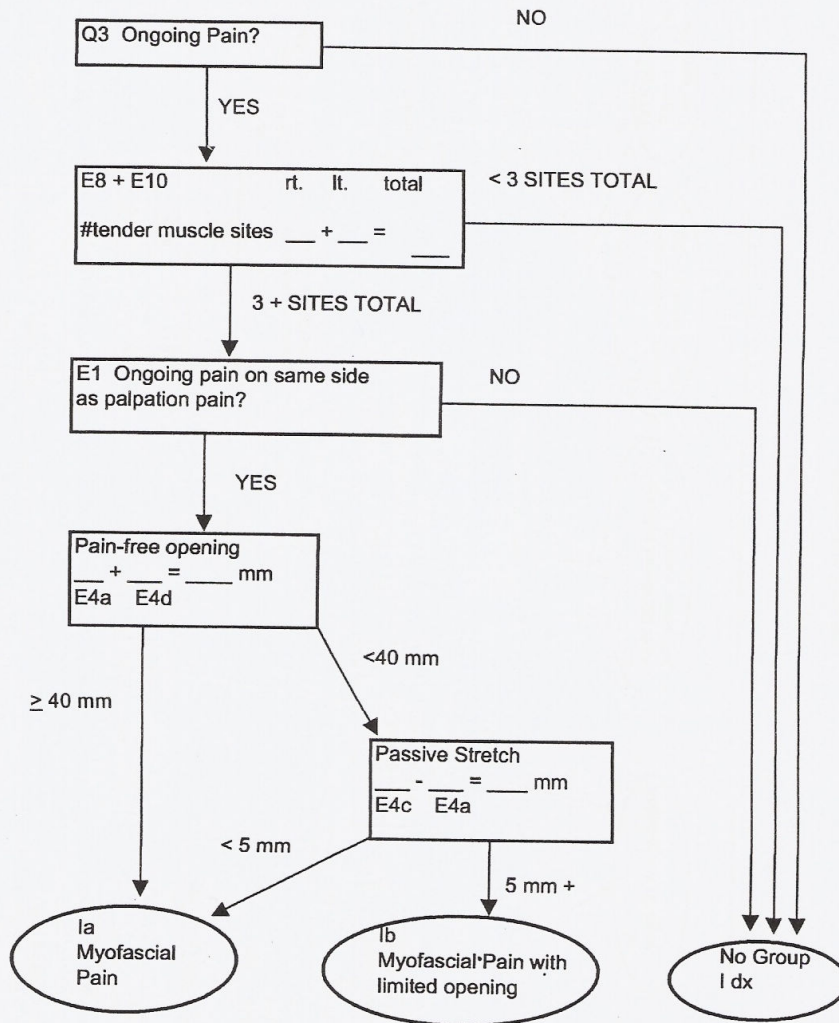 NO
Q3 Ongoing Pain?
YES
E8 + E10 rt. lt. total
< 3 SITES TOTAL
#tender muscle sites ___ + ___ = ___
3 + SITES TOTAL
E1 Ongoing pain on same side
as palpation pain?
NO
YES
Pain-free opening
___ + ___ = ____ mm
E4a E4d
<40 mm
≥ 40 mm
Passive Stretch
___ - ___ = ___ mm
E4c E4a
< 5 mm
5 mm +
Ia
Myofascial
Pain
Ib
Myofascial Pain with
limited opening
No Group
I dx